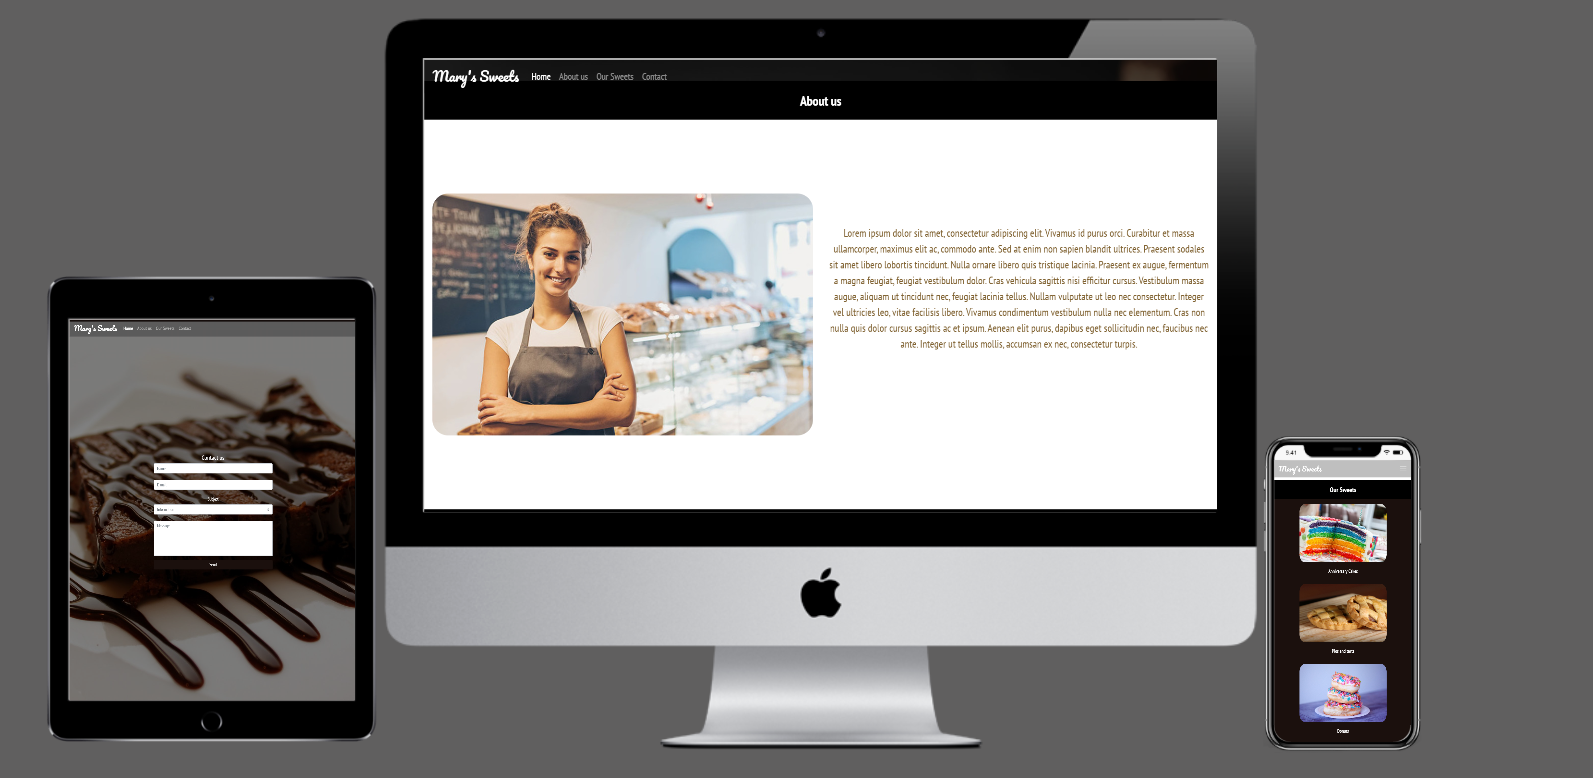 Mary's Sweets Home About us Our Sweets Contact
About us
Lorem ipsum dolor sit amet, consectetur adipiscing elit. Vivamus id purus orci. Curabitur et massa
ullamcorper, maximus elit ac, commodo ante. Sed at enim non sapien blandit ultrices. Praesent sodales
sit amet libero lobortis tincidunt. Nulla ornare libero quis tristique lacinia. Praesent ex augue, fermentum
a magna feugiat, feugiat vestibulum dolor. Cras vehicula sagittis nisi efficitur cursus. Vestibulum massa
augue, aliquam ut tincidunt nec, feugiat lacinia tellus. Nullam vulputate ut leo nec consectetur. Integer
vel ultricies leo, vitae facilisis libero. Vivamus condimentum vestibulum nulla nec elementum. Cras non
nulla quis dolor cursus sagittis ac et ipsum. Aenean elit purus, dapibus eget sollicitudin nec, faucibus nec
ante. Integer ut tellus mollis, accumsan ex nec, consectetur turpis.
Mary's Sweets Home About us Our Sweets Contact
Contact us
Subject
Send
5:41
Mary's Sweets
Our Sweets
Anniversary Cakes
Pies and tarts
Donuts